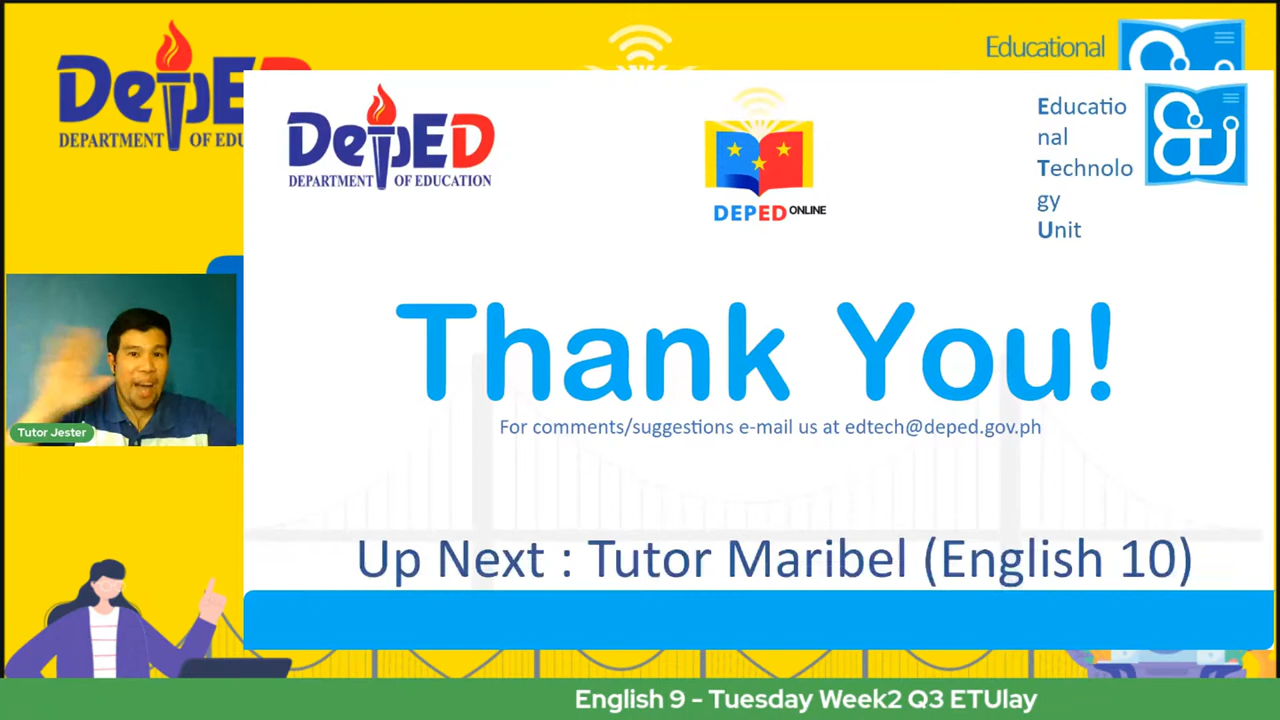 DepED
DEPARTMENT OF EDU
Educational
DepED
DEPARTMENT OF EDUCATION
DEPED ONLINE
Educatio
nal
Technolo
gy
Unit
Thank You!
For comments/suggestions e-mail us at edtech@deped.gov.ph
Tutor Jester
Up Next : Tutor Maribel (English 10)
English 9 - Tuesday Week2 Q3 ETUlay